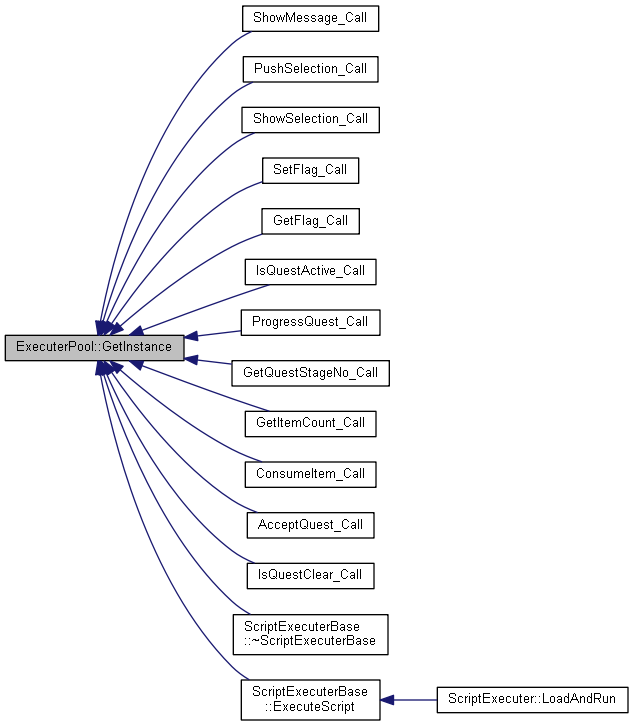 ShowMessage_Call
PushSelection_Call
ShowSelection_Call
SetFlag_Call
GetFlag_Call
IsQuestActive_Call
ProgressQuest_Call
ExecuterPool::GetInstance
GetQuestStageNo_Call
GetItemCount_Call
ConsumeItem_Call
AcceptQuest_Call
IsQuestClear_Call
ScriptExecuterBase
::~ScriptExecuterBase
ScriptExecuterBase
::ExecuteScript
ScriptExecuter::LoadAndRun